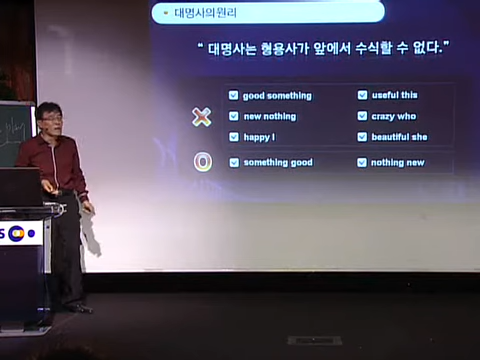 대명사의원리
“ 대명사는 형용사가 앞에서 수식할 수 없다.”
good something
useful this
new nothing
crazy who
happy I
beautiful she
something good
nothing new